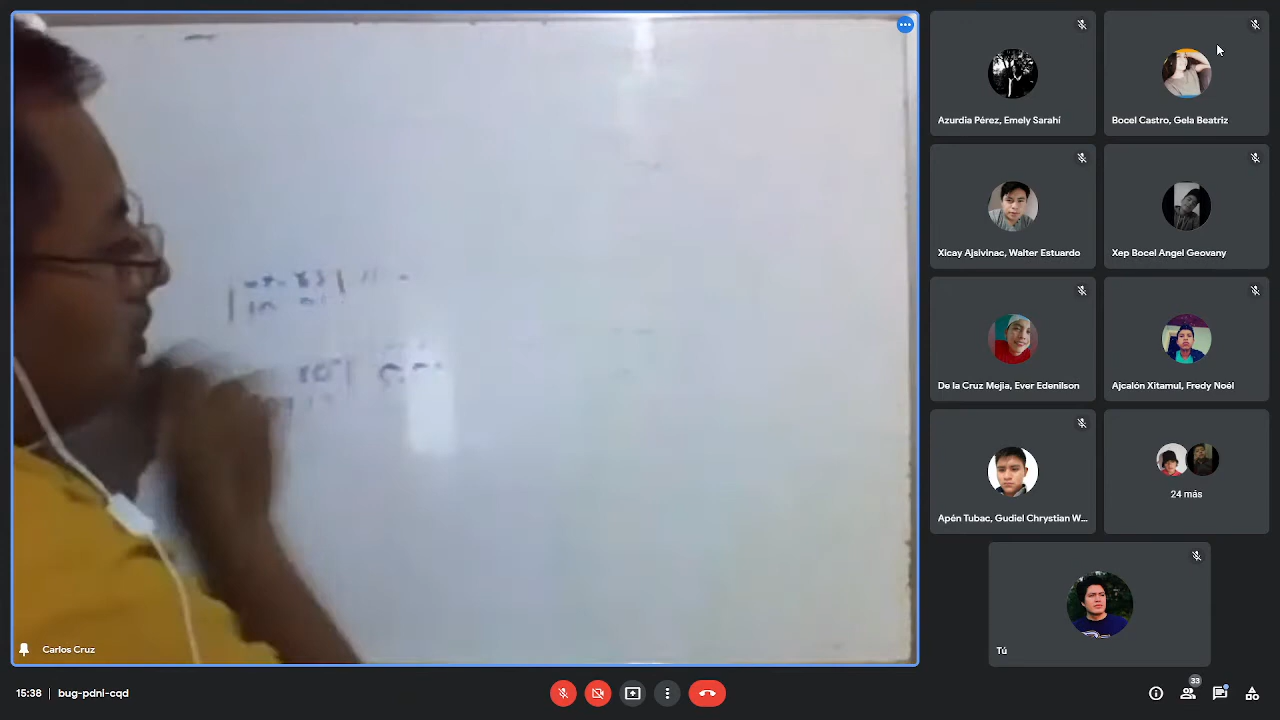 Azurdia Pérez, Emely Sarahí
Bocel Castro, Gela Beatriz
Xicay Ajsivinac, Walter Estuardo
Xep Bocel Angel Geovany
De la Cruz Mejia, Ever Edenilson
Ajcalón Xitamul, Fredy Noél
Apén Tubac, Gudiel Chrystian W...
24 más
Tú
Carlos Cruz
15:38 | bug-pdnl-cqd
33